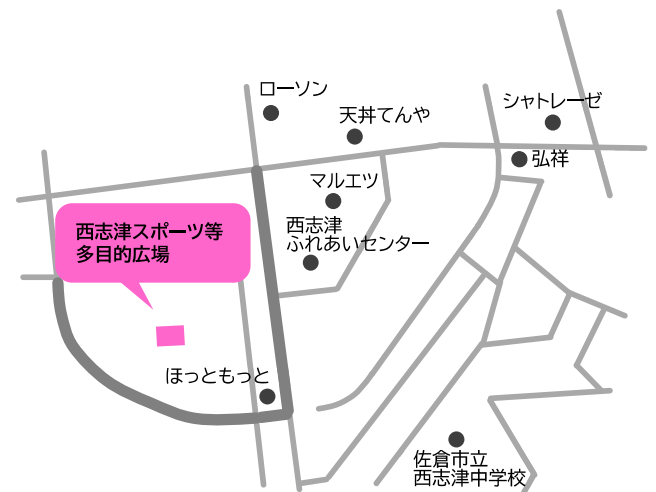 ローソン
天丼てんや
シャトレーゼ
弘祥
マルエツ
西志津
ふれあいセンター
西志津スポーツ等
多目的広場
ほっともっと
佐倉市立
西志津中学校